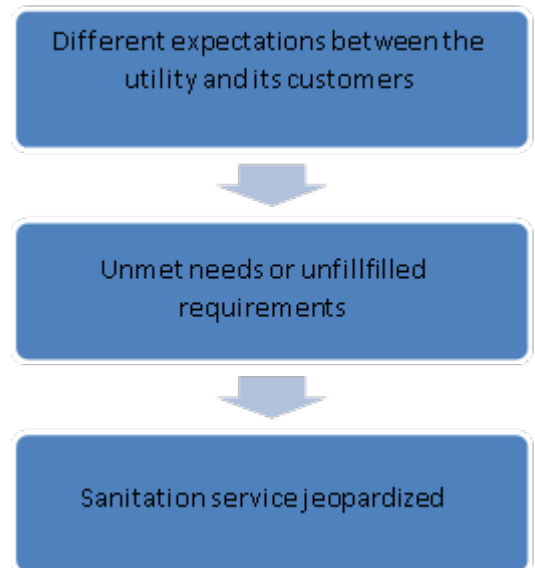 Different expectations between the
utility and its customers
Unmet needs or unfillfilled
requirements
Sanitation service jeopardized